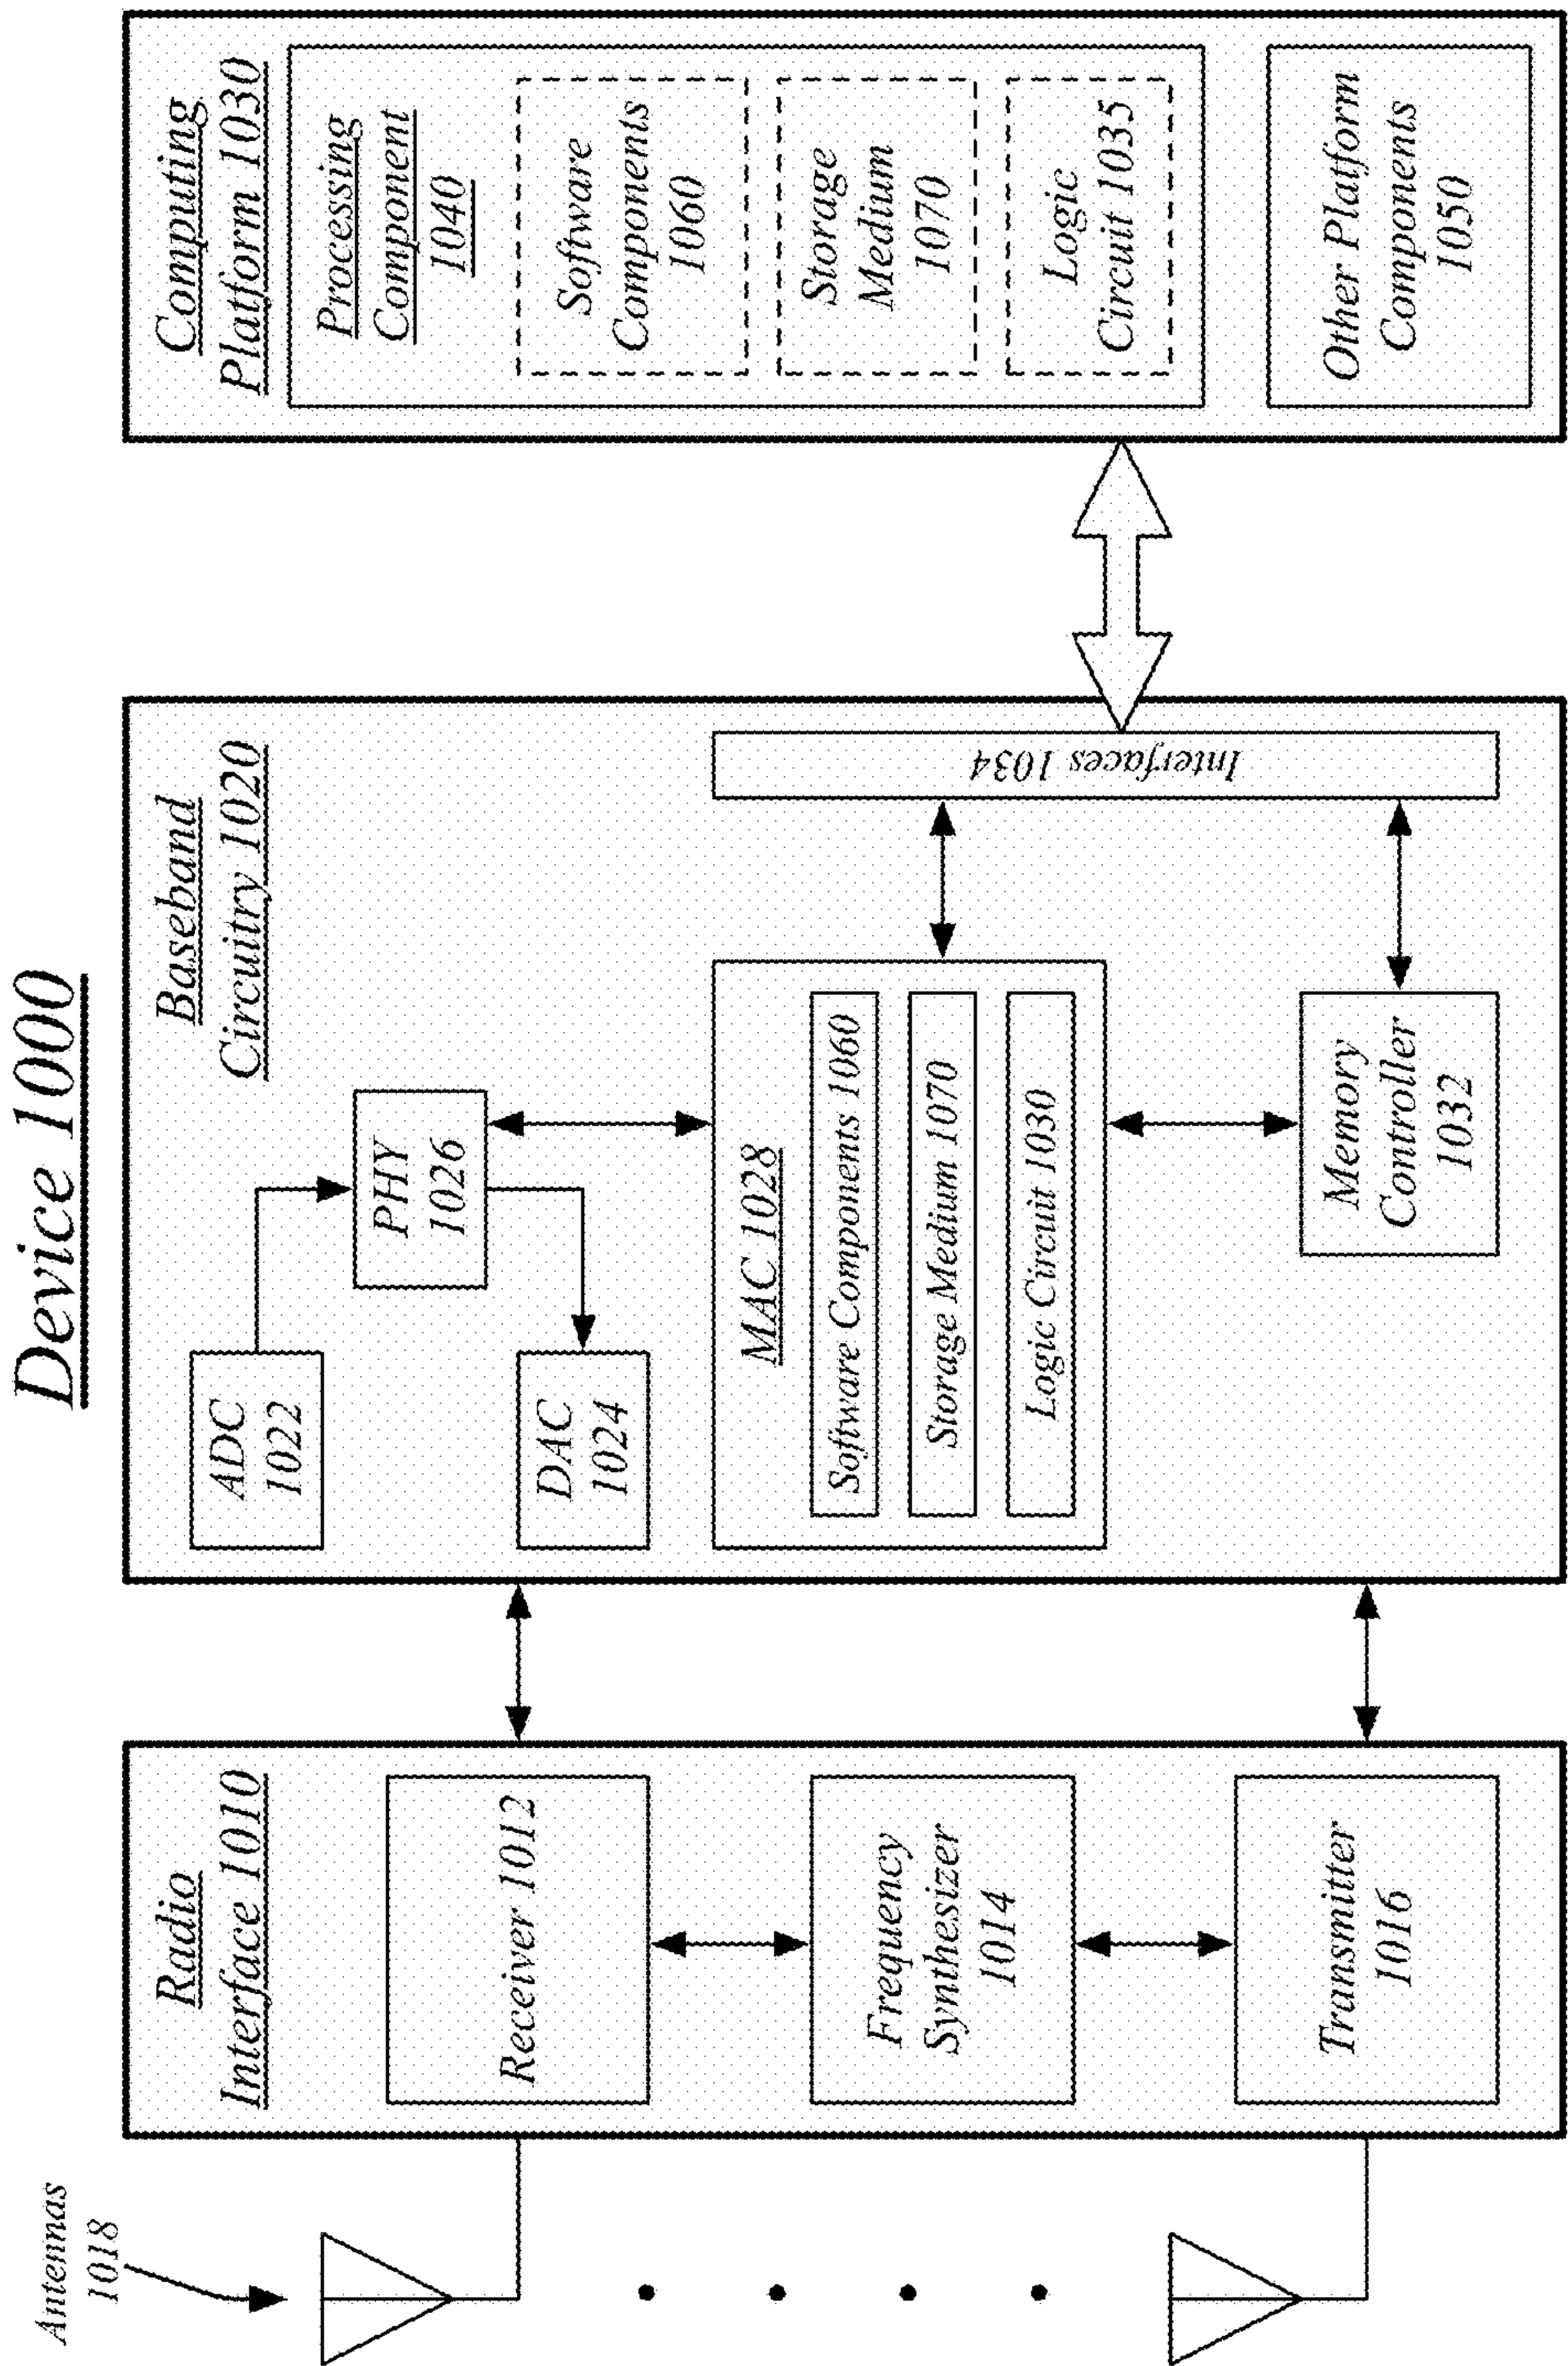 Device 1000
Antennas
1018
Radio
Interface 1010
Receiver 1012
Frequency
Synthesizer
1014
Transmitter
1016
Baseband
Circuitry 1020
ADC
1022
PHY
1026
DAC
1024
MAC 1028
Software Components 1060
Storage Medium 1070
Logic Circuit 1030
Memory
Controller
1032
Interfaces 1034
Computing
Platform 1030
Processing
Component
1040
Software
Components
1060
Storage
Medium
1070
Logic
Circuit 1035
Other Platform
Components
1050